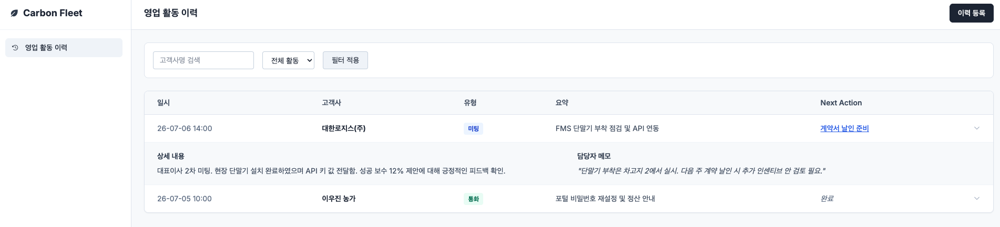 Carbon Fleet
영업 활동 이력
이력 등록
영업 활동 이력
고객사명 검색
전체 활동
필터 적용
일시 고객사 유형 요약 Next Action
26-07-06 14:00 대한로지스(주) 미팅 FMS 단말기 부착 점검 및 API 연동 계약서 날인 준비
상세 내용
대표이사 2차 미팅. 현장 단말기 설치 완료하였으며 API 키 값 전달함. 성공 보수 12% 제안에 대해 긍정적인 피드백 확인.
담당자 메모
"단말기 부착은 차고지 2에서 실시. 다음 주 계약 날인 시 추가 인센티브 안 검토 필요."
26-07-05 10:00 이우진 농가 통화 포털 비밀번호 재설정 및 정산 안내 완료